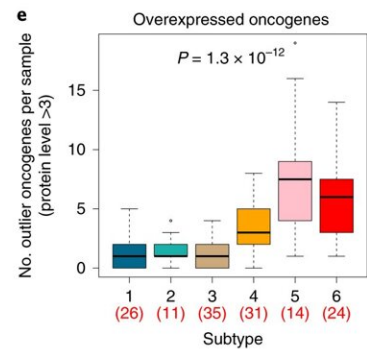 e
Overexpressed oncogenes
P = 1.3 × 10⁻¹²
No. outlier oncogenes per sample
(protein level >3)
15
10
5
0
1 2 3 4 5 6
(26) (11) (35) (31) (14) (24)
Subtype